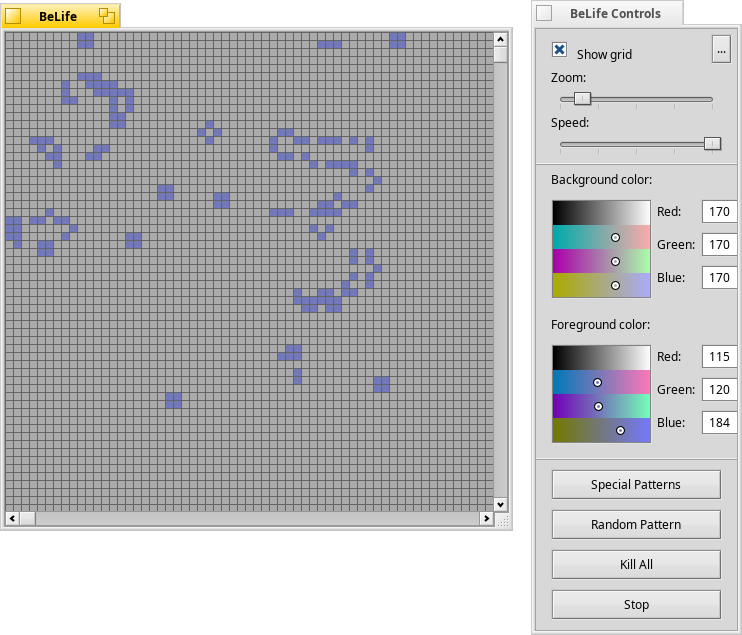 BeLife
BeLife Controls
Show grid
...
Zoom:
Speed:
Background color:
Red: 170
Green: 170
Blue: 170
Foreground color:
Red: 115
Green: 120
Blue: 184
Special Patterns
Random Pattern
Kill All
Stop